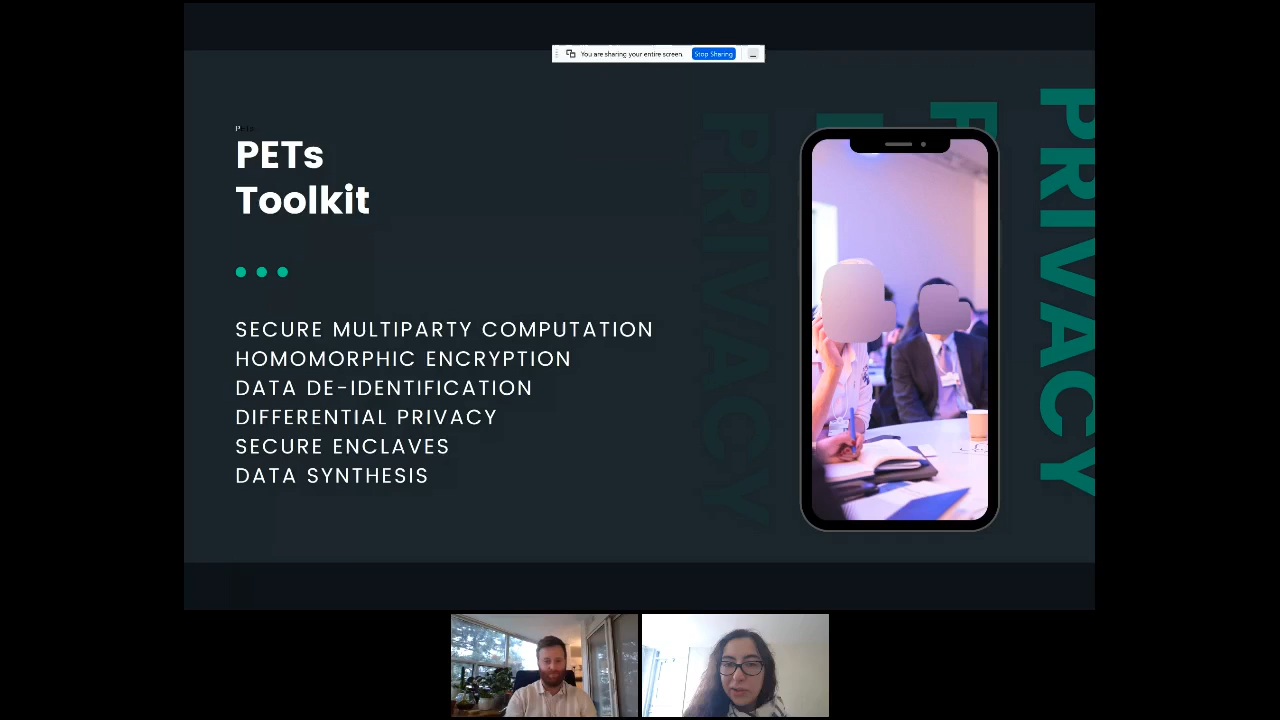 You are sharing your entire screen.
Stop Sharing
PETs
Toolkit
SECURE MULTIPARTY COMPUTATION
HOMOMORPHIC ENCRYPTION
DATA DE-IDENTIFICATION
DIFFERENTIAL PRIVACY
SECURE ENCLAVES
DATA SYNTHESIS
PRIVACY
PRIVACY